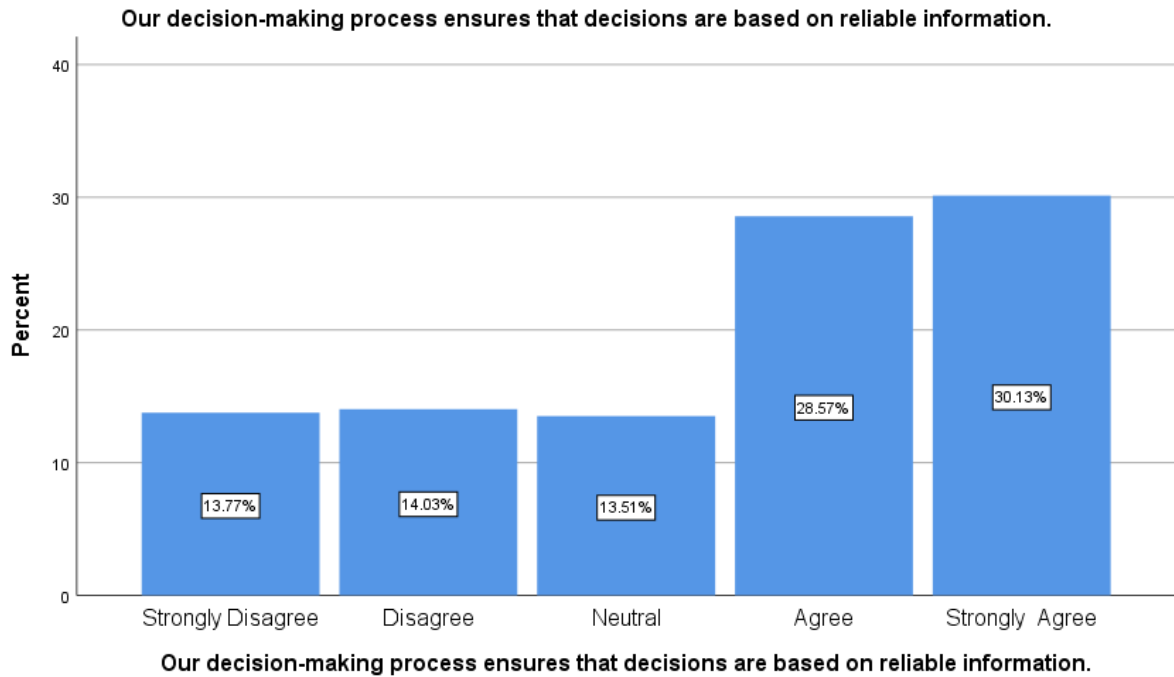 Our decision-making process ensures that decisions are based on reliable information.
40
30
20
10
0
Percent
13.77%
14.03%
13.51%
28.57%
30.13%
Strongly Disagree
Disagree
Neutral
Agree
Strongly Agree
Our decision-making process ensures that decisions are based on reliable information.